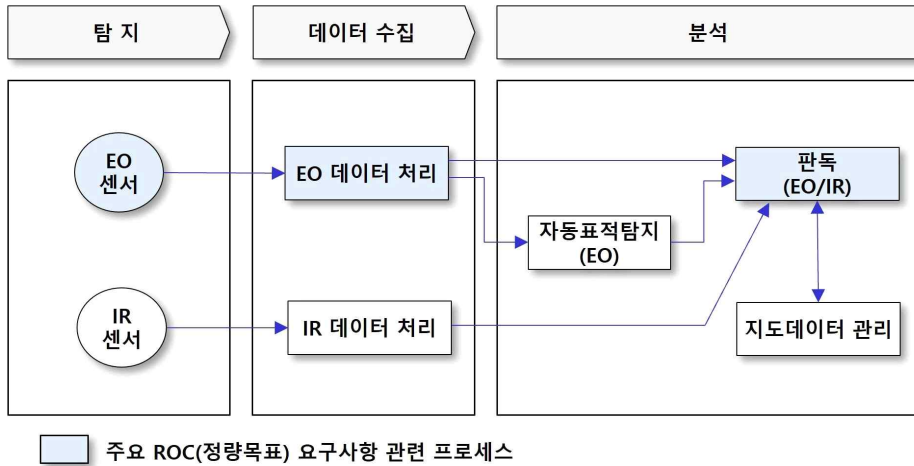 탐 지
데이터 수집
분석
EO
센서
EO 데이터 처리
판독
(EO/IR)
자동표적탐지
(EO)
IR
센서
IR 데이터 처리
지도데이터 관리
주요 ROC(정량목표) 요구사항 관련 프로세스